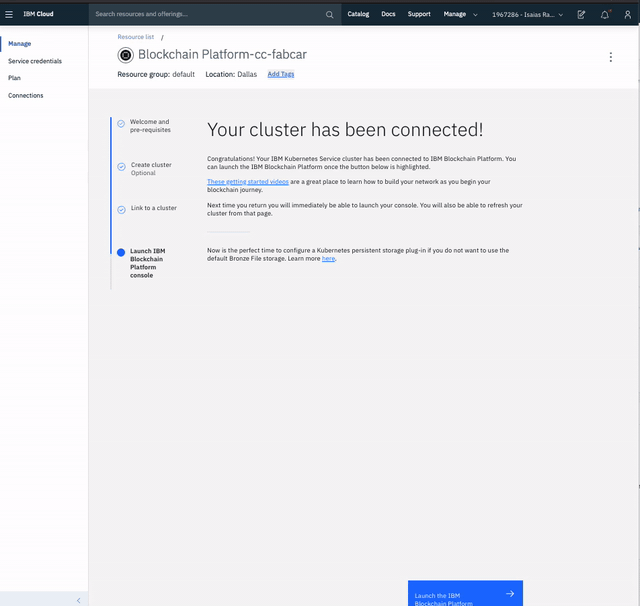 IBM Cloud
Search resources and offerings...
Catalog
Docs
Support
Manage
1967286 - Isaias Ra...
Manage
Service credentials
Plan
Connections
Resource list /
Blockchain Platform-cc-fabcar
Resource group: default
Location: Dallas
Add Tags
Welcome and
pre-requisites
Create cluster
Optional
Link to a cluster
Launch IBM
Blockchain
Platform
console
Your cluster has been connected!
Congratulations! Your IBM Kubernetes Service cluster has been connected to IBM Blockchain Platform. You
can launch the IBM Blockchain Platform once the button below is highlighted.
These getting started videos are a great place to learn how to build your network as you begin your
blockchain journey.
Next time you return you will immediately be able to launch your console. You will also be able to refresh your
cluster from that page.
Now is the perfect time to configure a Kubernetes persistent storage plug-in if you do not want to use the
default Bronze File storage. Learn more here.
Launch the IBM
Blockchain Platform